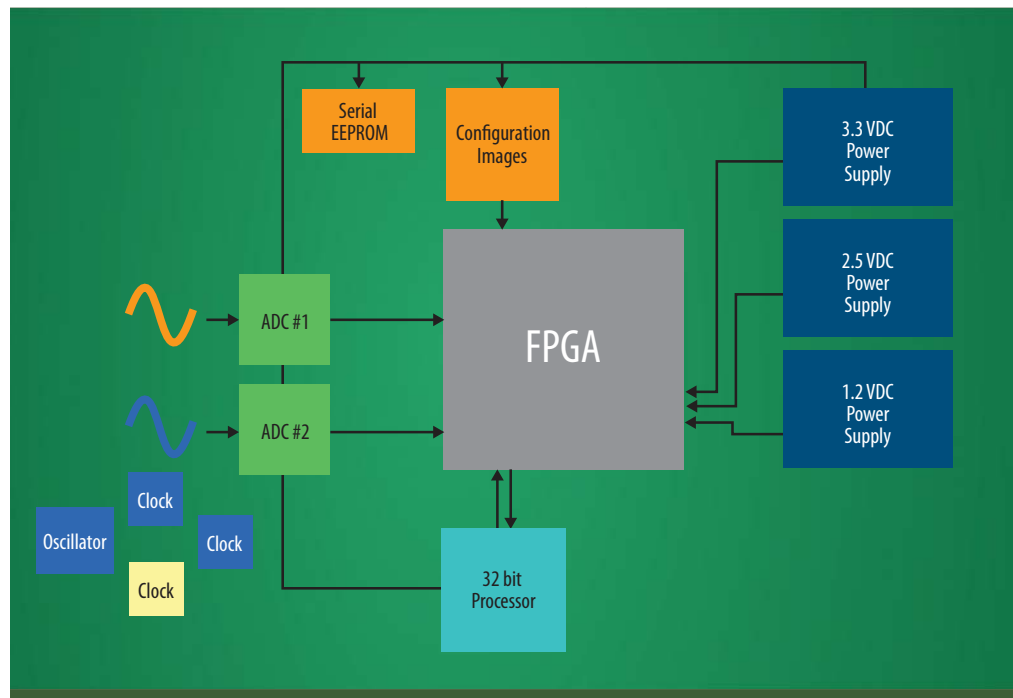 Serial
EEPROM
Configuration
Images
3.3 VDC
Power
Supply
2.5 VDC
Power
Supply
ADC #1
FPGA
ADC #2
1.2 VDC
Power
Supply
Clock
Oscillator
Clock
Clock
32 bit
Processor